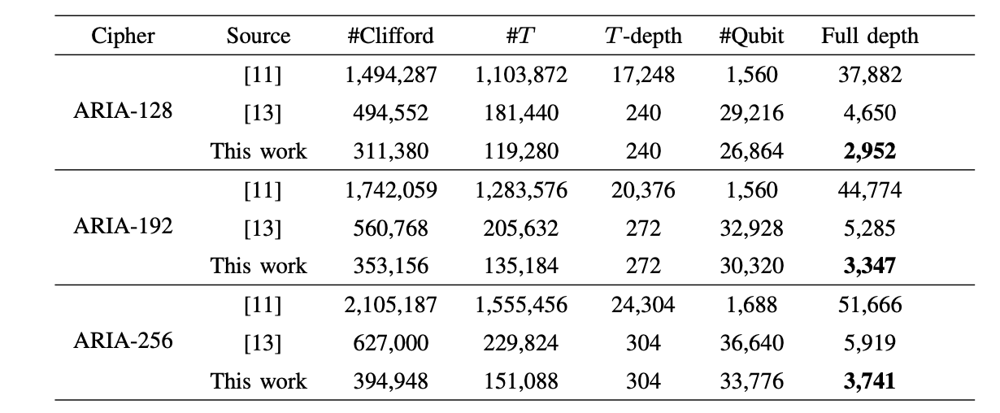 Cipher Source #Clifford #T T-depth #Qubit Full depth
[11] 1,494,287 1,103,872 17,248 1,560 37,882
ARIA-128 [13] 494,552 181,440 240 29,216 4,650
This work 311,380 119,280 240 26,864 2,952
[11] 1,742,059 1,283,576 20,376 1,560 44,774
ARIA-192 [13] 560,768 205,632 272 32,928 5,285
This work 353,156 135,184 272 30,320 3,347
[11] 2,105,187 1,555,456 24,304 1,688 51,666
ARIA-256 [13] 627,000 229,824 304 36,640 5,919
This work 394,948 151,088 304 33,776 3,741